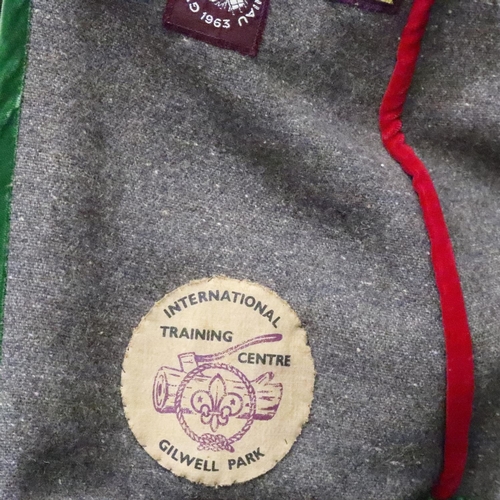 1963
INTERNATIONAL
TRAINING
CENTRE
GILWELL PARK